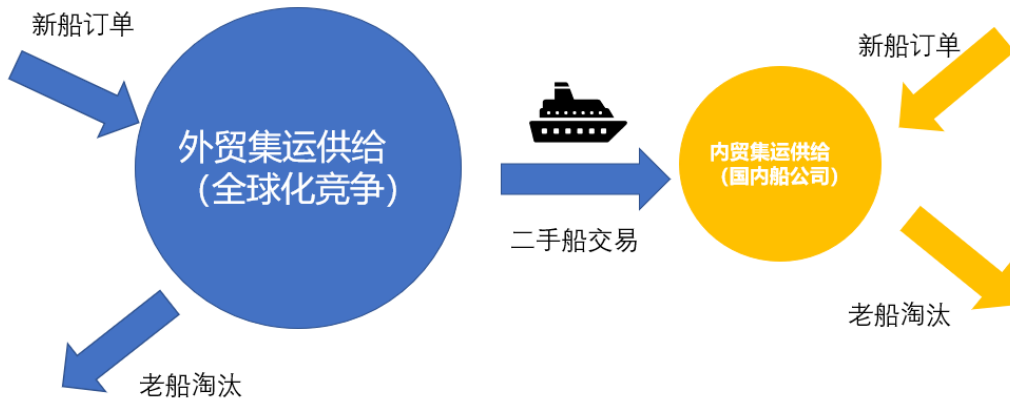 新船订单
外贸集运供给
（全球化竞争）
老船淘汰
二手船交易
新船订单
内贸集运供给
（国内船公司）
老船淘汰